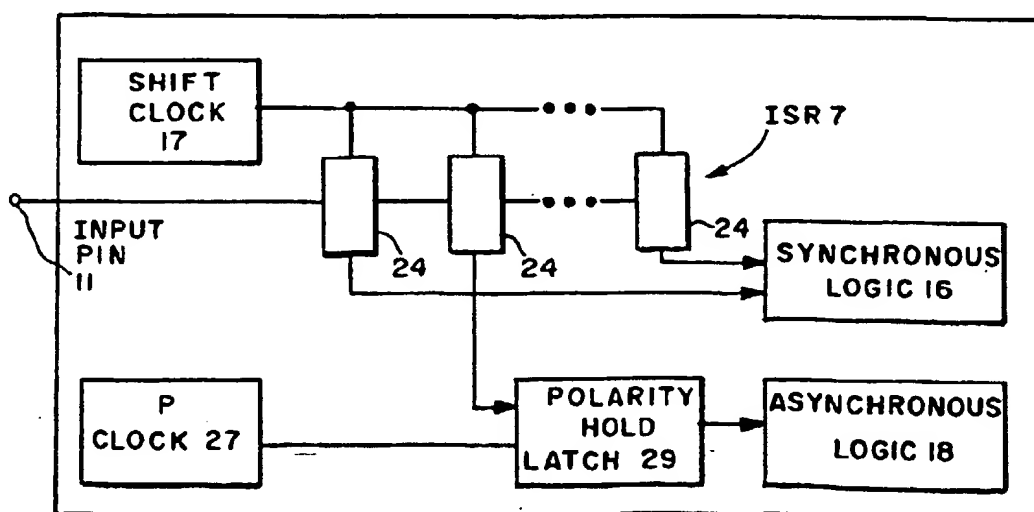 SHIFT
CLOCK
17
ISR 7
INPUT
PIN
11
24
24
24
SYNCHRONOUS
LOGIC 16
P
CLOCK 27
POLARITY
HOLD
LATCH 29
ASYNCHRONOUS
LOGIC 18